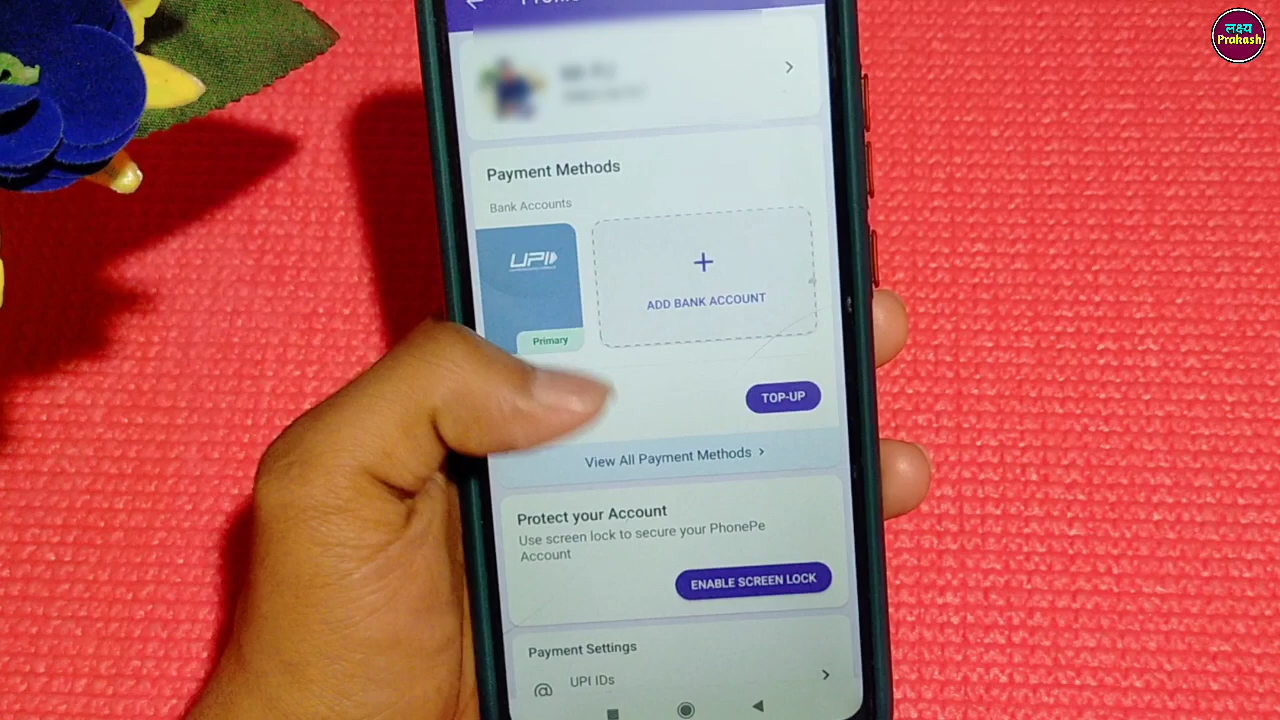 लक्ष्य
Prakash
Payment Methods
Bank Accounts
UPI
Primary
+
ADD BANK ACCOUNT
TOP-UP
View All Payment Methods >
Protect your Account
Use screen lock to secure your PhonePe
Account
ENABLE SCREEN LOCK
Payment Settings
@ UPI IDs